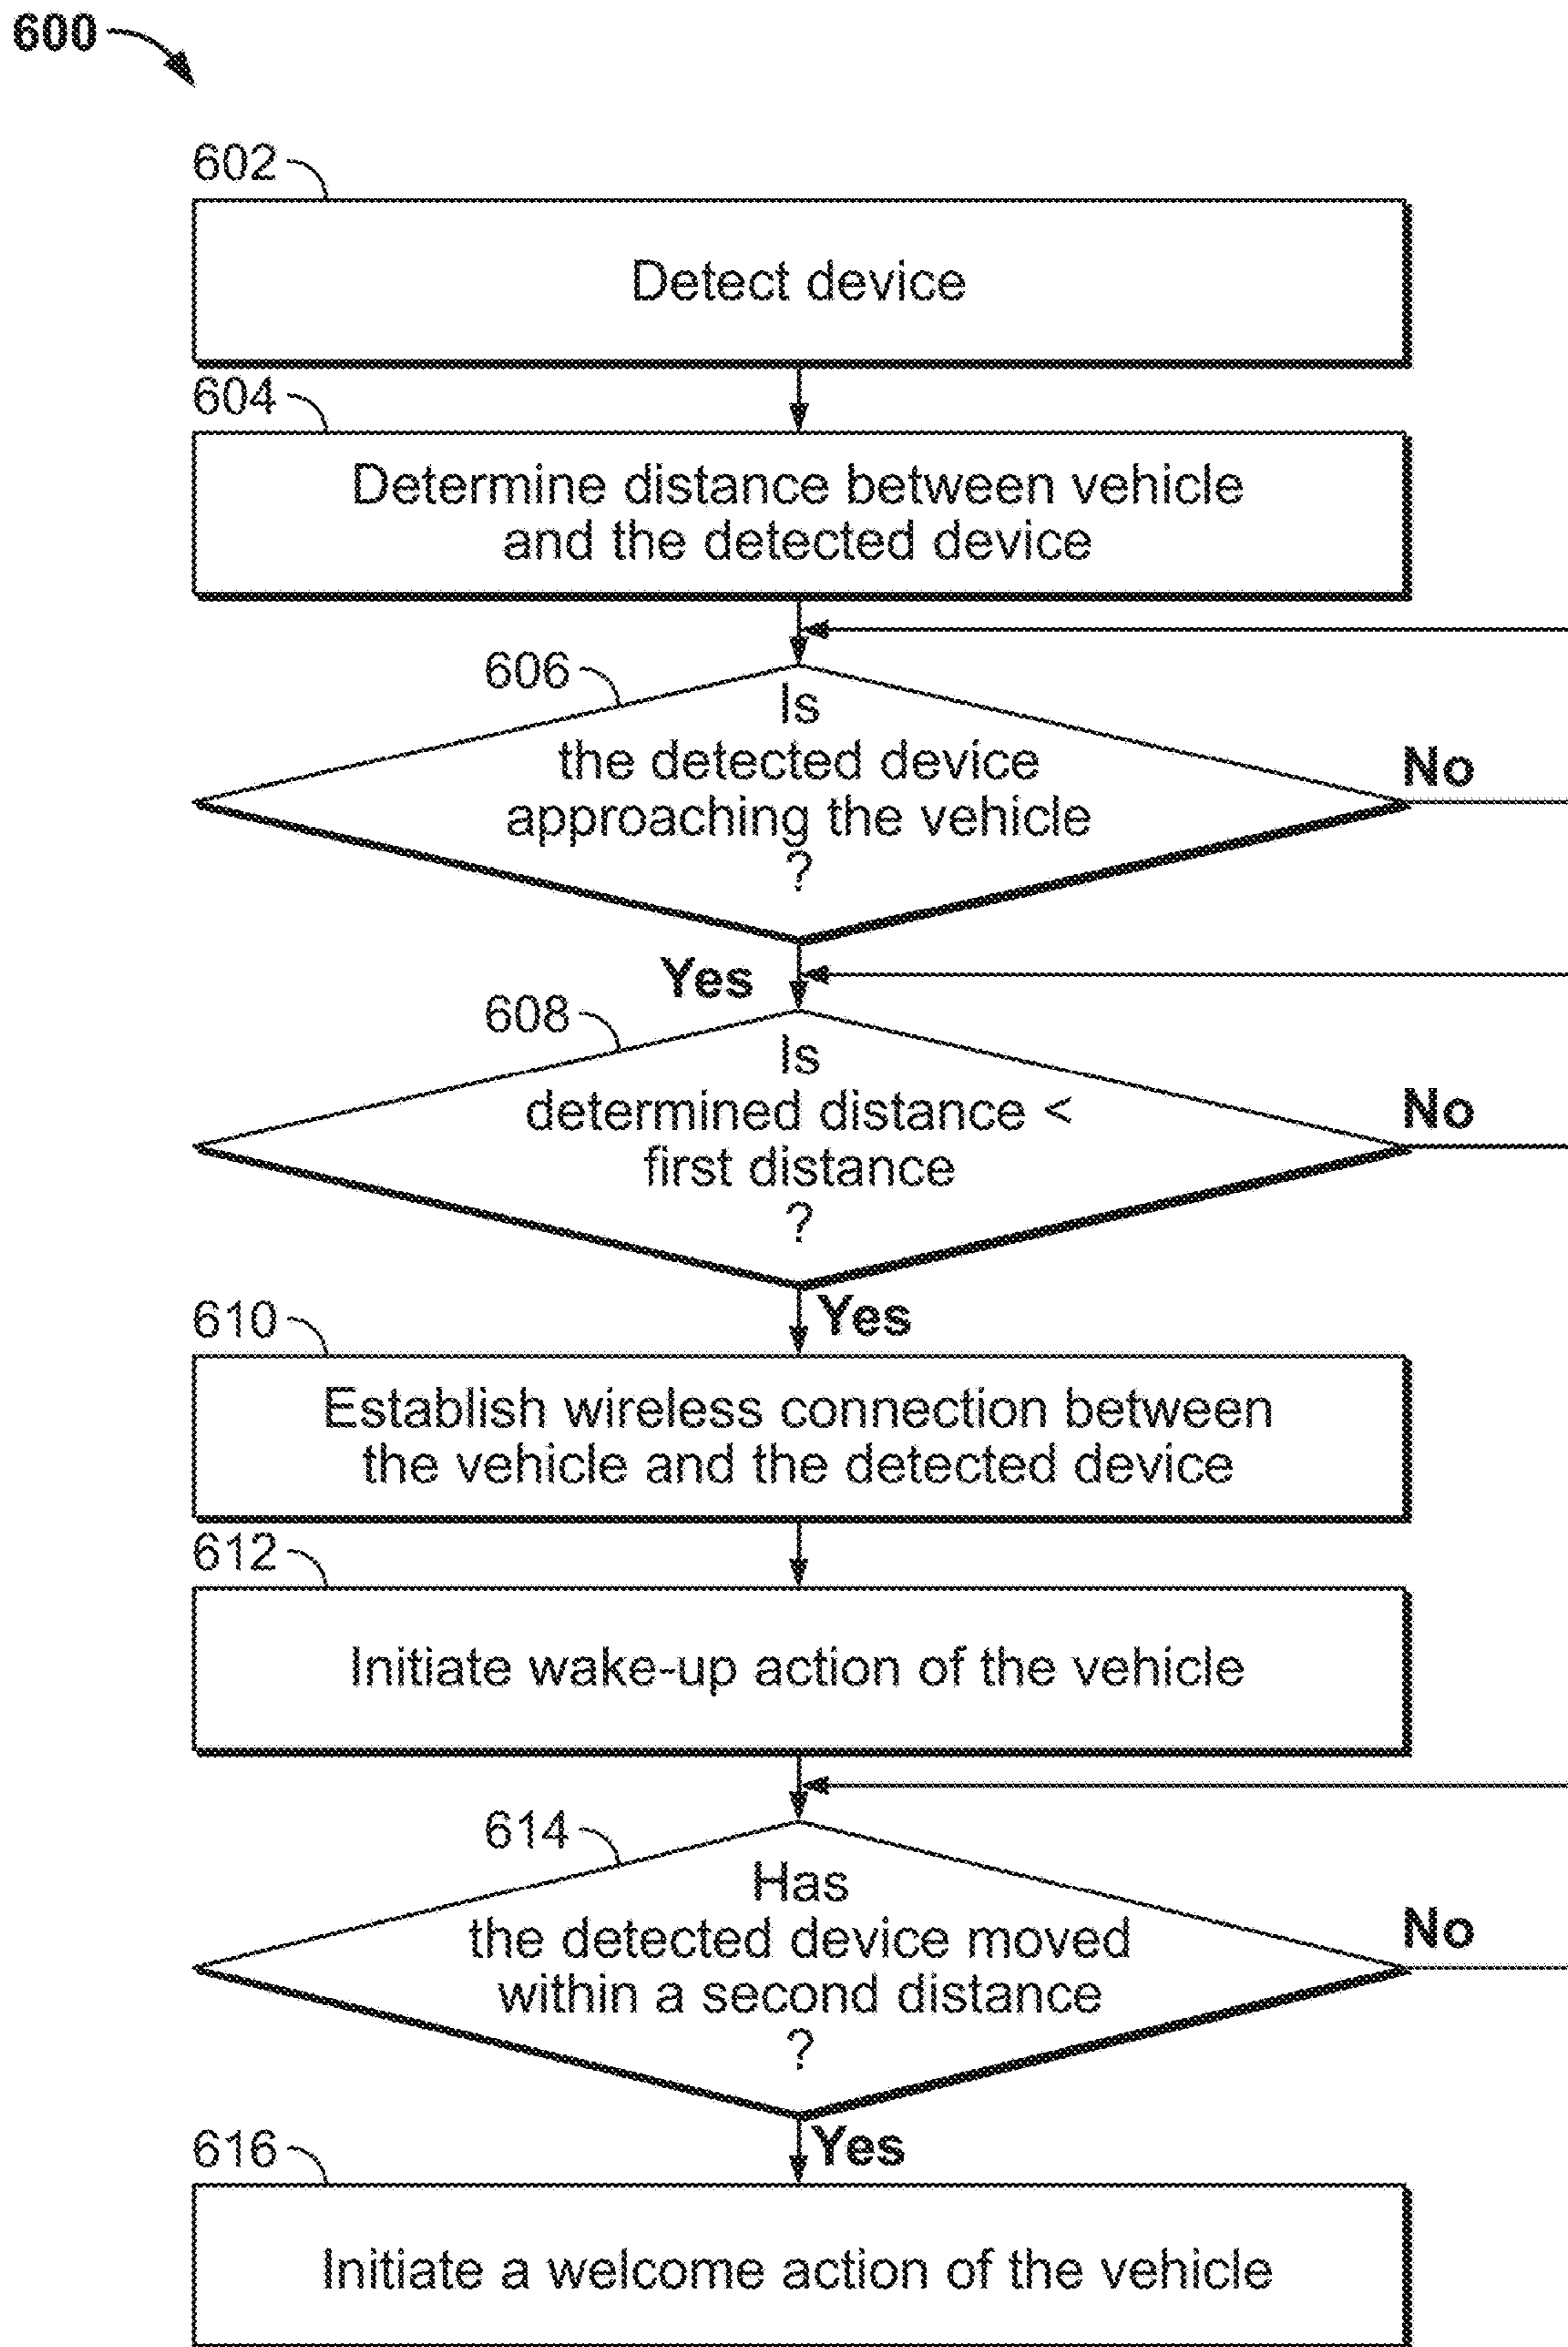 600
602
Detect device
604
Determine distance between vehicle
and the detected device
606
Is
the detected device
approaching the vehicle
?
No
Yes
608
Is
determined distance <
first distance
?
No
Yes
610
Establish wireless connection between
the vehicle and the detected device
612
Initiate wake-up action of the vehicle
614
Has
the detected device moved
within a second distance
?
No
Yes
616
Initiate a welcome action of the vehicle